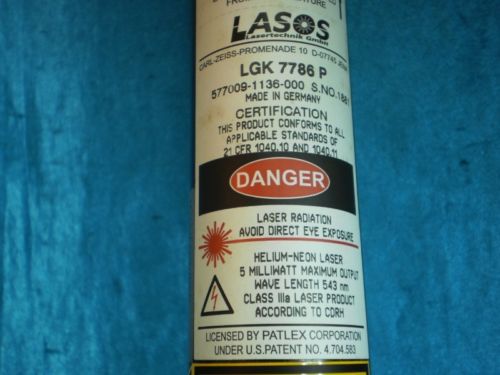 LASOS
Lasertechnik GmbH
CARL-ZEISS-PROMENADE 10 D-07745 JENA
LGK 7786 P
577009-1136-000 S.NO.1881
MADE IN GERMANY
CERTIFICATION
THIS PRODUCT CONFORMS TO ALL
APPLICABLE STANDARDS OF
21 CFR 1040.10 AND 1040.11
DANGER
LASER RADIATION
AVOID DIRECT EYE EXPOSURE
HELIUM-NEON LASER
5 MILLIWATT MAXIMUM OUTPUT
WAVE LENGTH 543 nm
CLASS IIIa LASER PRODUCT
ACCORDING TO CDRH
LICENSED BY PATLEX CORPORATION
UNDER U.S.PATENT NO. 4.704.583